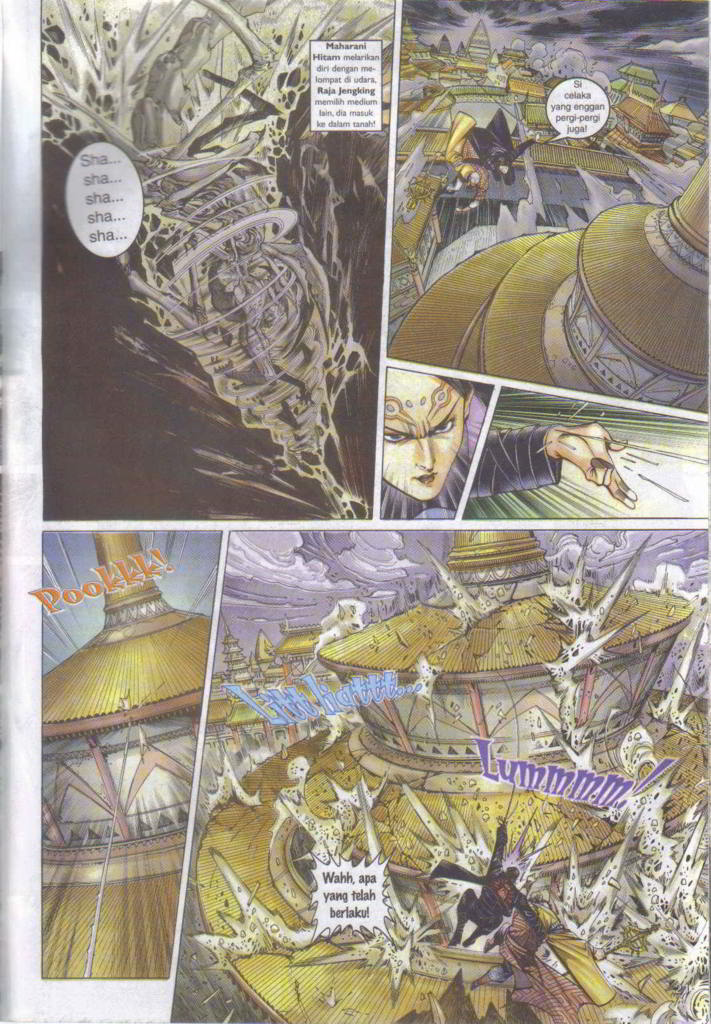 Maharani
Hitam melarikan
diri dengan me-
lompat di udara,
Raja Jengking
memilih medium
lain, dia masuk
ke dalam tanah!
Sha...
sha...
sha...
sha...
sha...
Si
celaka
yang enggan
pergi-pergi
juga!
Pookkk!
Lummmm!!
Wahh, apa
yang telah
berlaku!